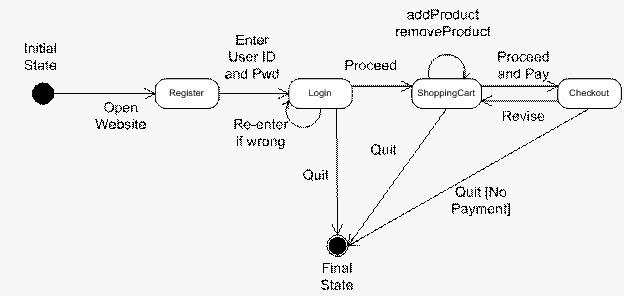 addProduct
removeProduct
Initial
State
Enter
User ID
and Pwd
Proceed
Proceed
and Pay
Register
Login
ShoppingCart
Checkout
Open
Website
Re-enter
if wrong
Revise
Quit
Quit
Quit [No
Payment]
Final
State